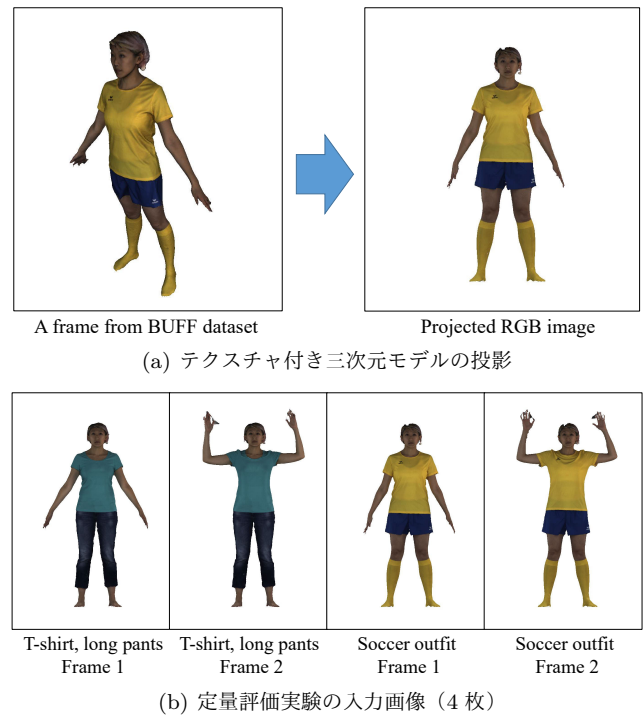 A frame from BUFF dataset
Projected RGB image
(a) テクスチャ付き三次元モデルの投影
T-shirt, long pants
Frame 1
T-shirt, long pants
Frame 2
Soccer outfit
Frame 1
Soccer outfit
Frame 2
(b) 定量評価実験の入力画像（4 枚）